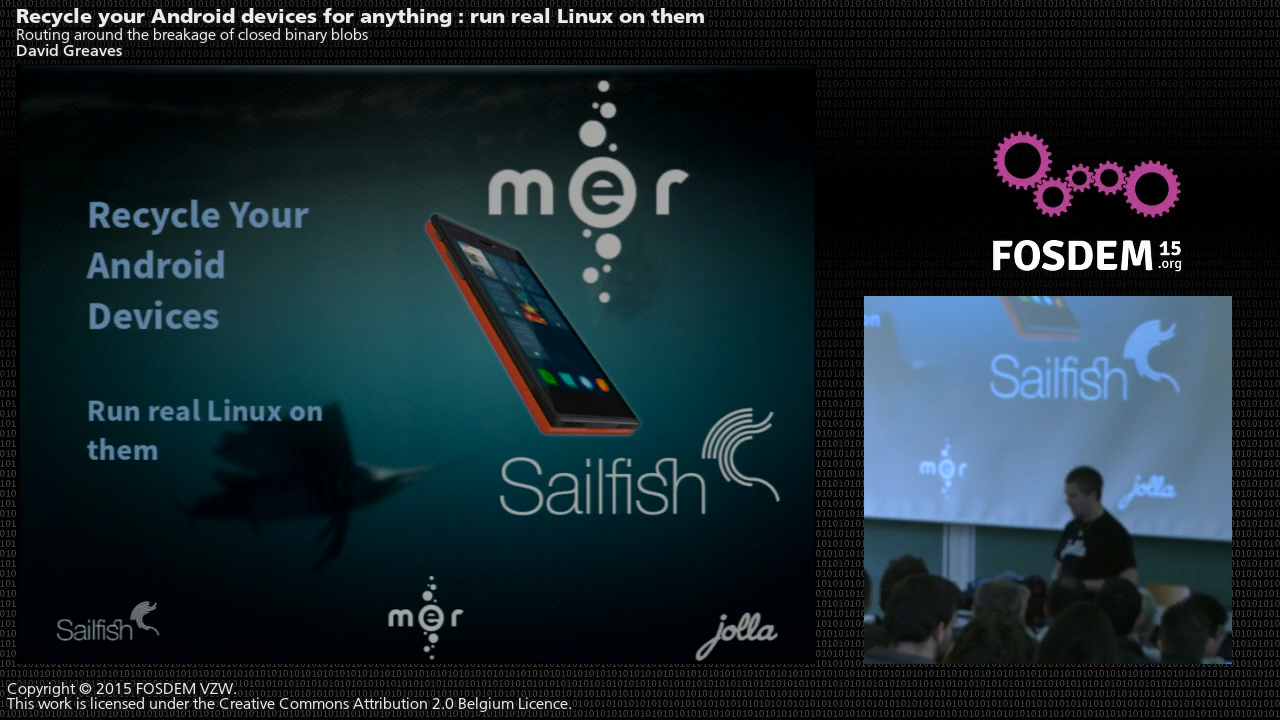 Recycle your Android devices for anything : run real Linux on them
Routing around the breakage of closed binary blobs
David Greaves
mer
Recycle Your
Android
Devices
Run real Linux on
them
Sailfish
Sailfish
mer
jolla
FOSDEM 15
.org
Sailfish
mer
jolla
jolla
Copyright © 2015 FOSDEM VZW.
This work is licensed under the Creative Commons Attribution 2.0 Belgium Licence.